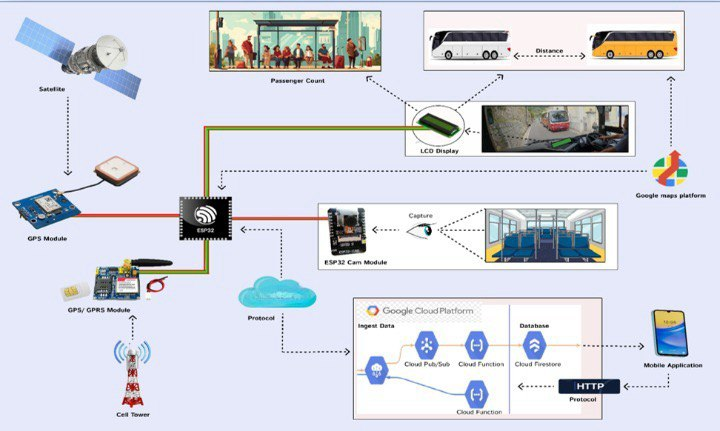 Satellite
Passenger Count
Distance
LCD Display
Google maps platform
GPS Module
ESP32
Capture
ESP32 Cam Module
GPS/ GPRS Module
Protocol
Cell Tower
Google Cloud Platform
Ingest Data
Database
Cloud Pub/Sub
Cloud Function
Cloud Firestore
Mobile Application
HTTP
Protocol
Cloud Function